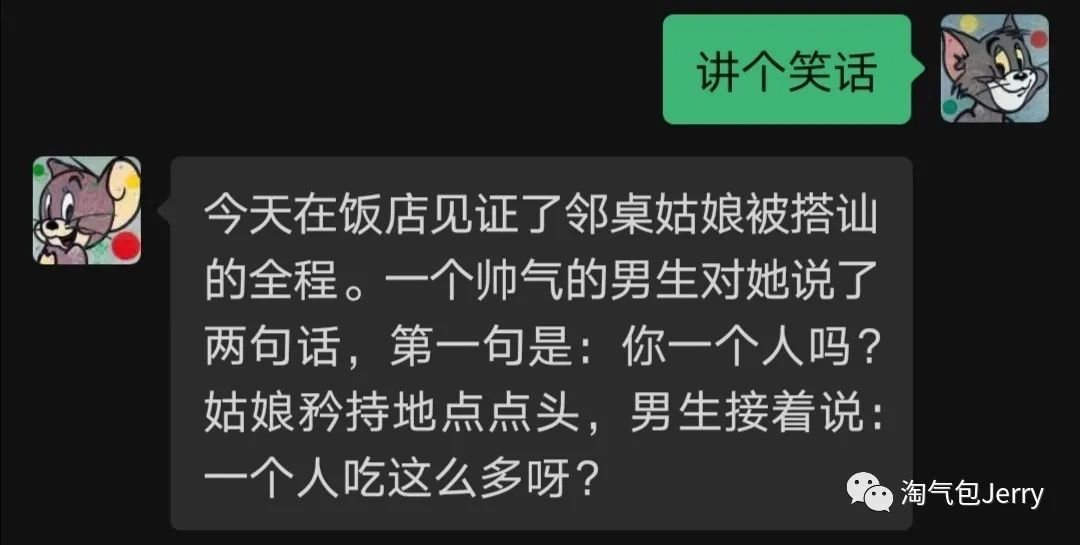 讲个笑话
今天在饭店见证了邻桌姑娘被搭讪
的全程。一个帅气的男生对她说了
两句话，第一句是：你一个人吗？
姑娘矜持地点点头，男生接着说：
一个人吃这么多呀？
淘气包Jerry